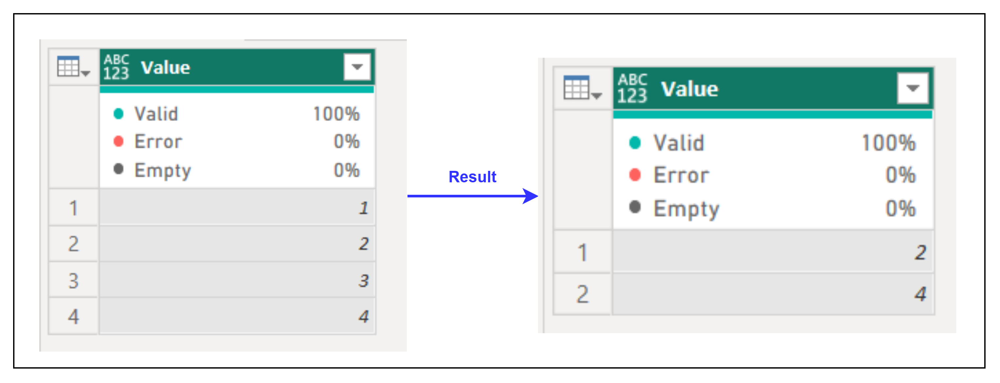 ABC
123 Value
Valid 100%
Error 0%
Empty 0%
1 1
2 2
3 3
4 4
Result
ABC
123 Value
Valid 100%
Error 0%
Empty 0%
1 2
2 4